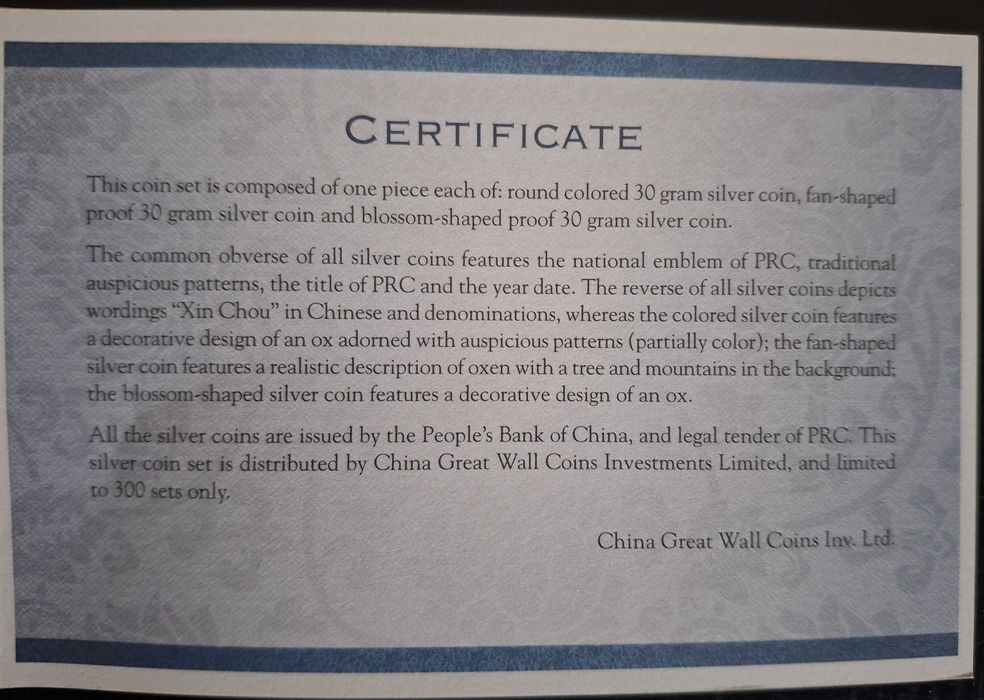 CERTIFICATE
This coin set is composed of one piece each of: round colored 30 gram silver coin, fan-shaped
proof 30 gram silver coin and blossom-shaped proof 30 gram silver coin.
The common obverse of all silver coins features the national emblem of PRC, traditional
auspicious patterns, the title of PRC and the year date. The reverse of all silver coins depicts
wordings “Xin Chou” in Chinese and denominations, whereas the colored silver coin features
a decorative design of an ox adorned with auspicious patterns (partially color); the fan-shaped
silver coin features a realistic description of oxen with a tree and mountains in the background;
the blossom-shaped silver coin features a decorative design of an ox.
All the silver coins are issued by the People’s Bank of China, and legal tender of PRC. This
silver coin set is distributed by China Great Wall Coins Investments Limited, and limited
to 300 sets only.
China Great Wall Coins Inv. Ltd.